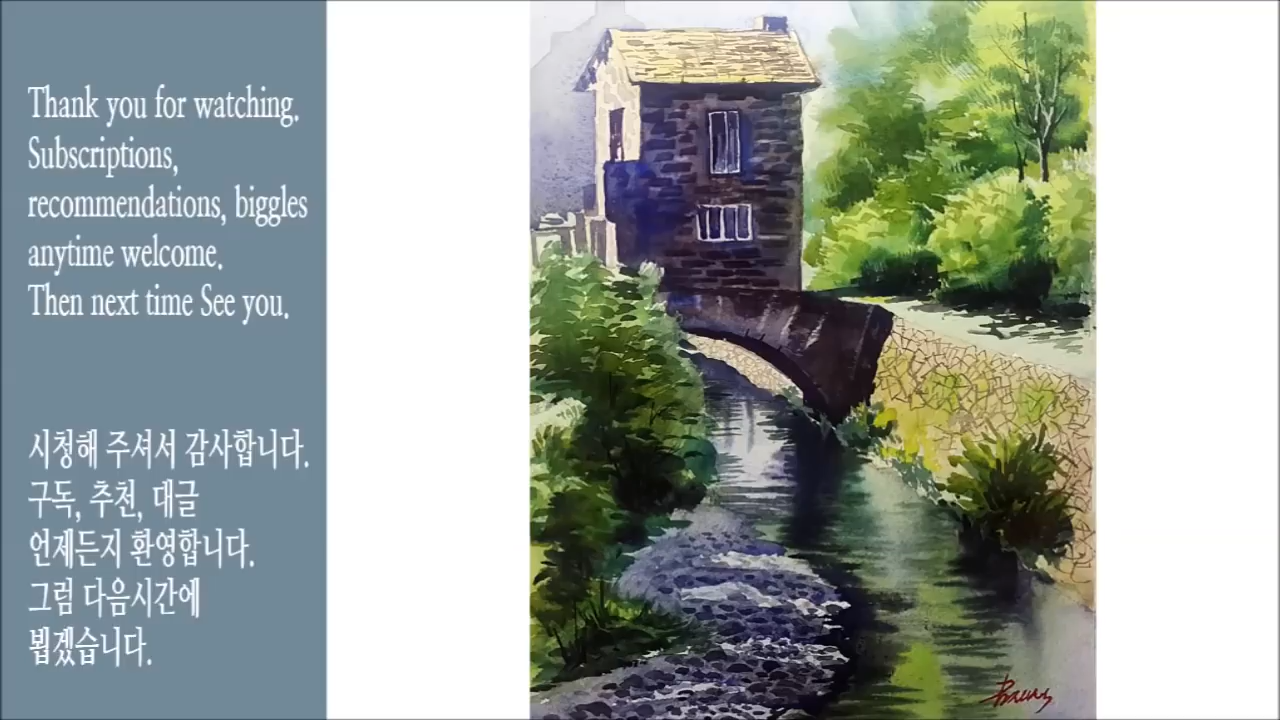 Thank you for watching.
Subscriptions,
recommendations, biggles
anytime welcome.
Then next time See you.
시청해 주셔서 감사합니다.
구독, 추천, 대글
언제든지 환영합니다.
그럼 다음시간에
뵙겠습니다.